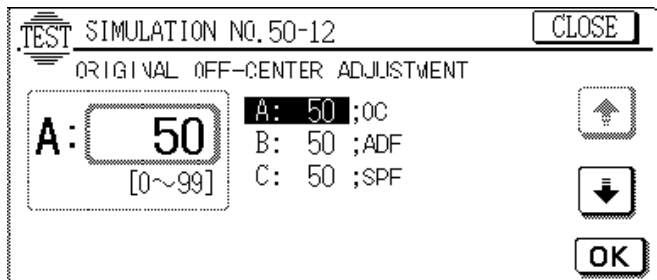 TEST SIMULATION NO.50-12 CLOSE
ORIGINAL OFF-CENTER ADJUSTMENT
A: 50
[0～99]
A: 50 ;OC
B: 50 ;ADF
C: 50 ;SPF
OK